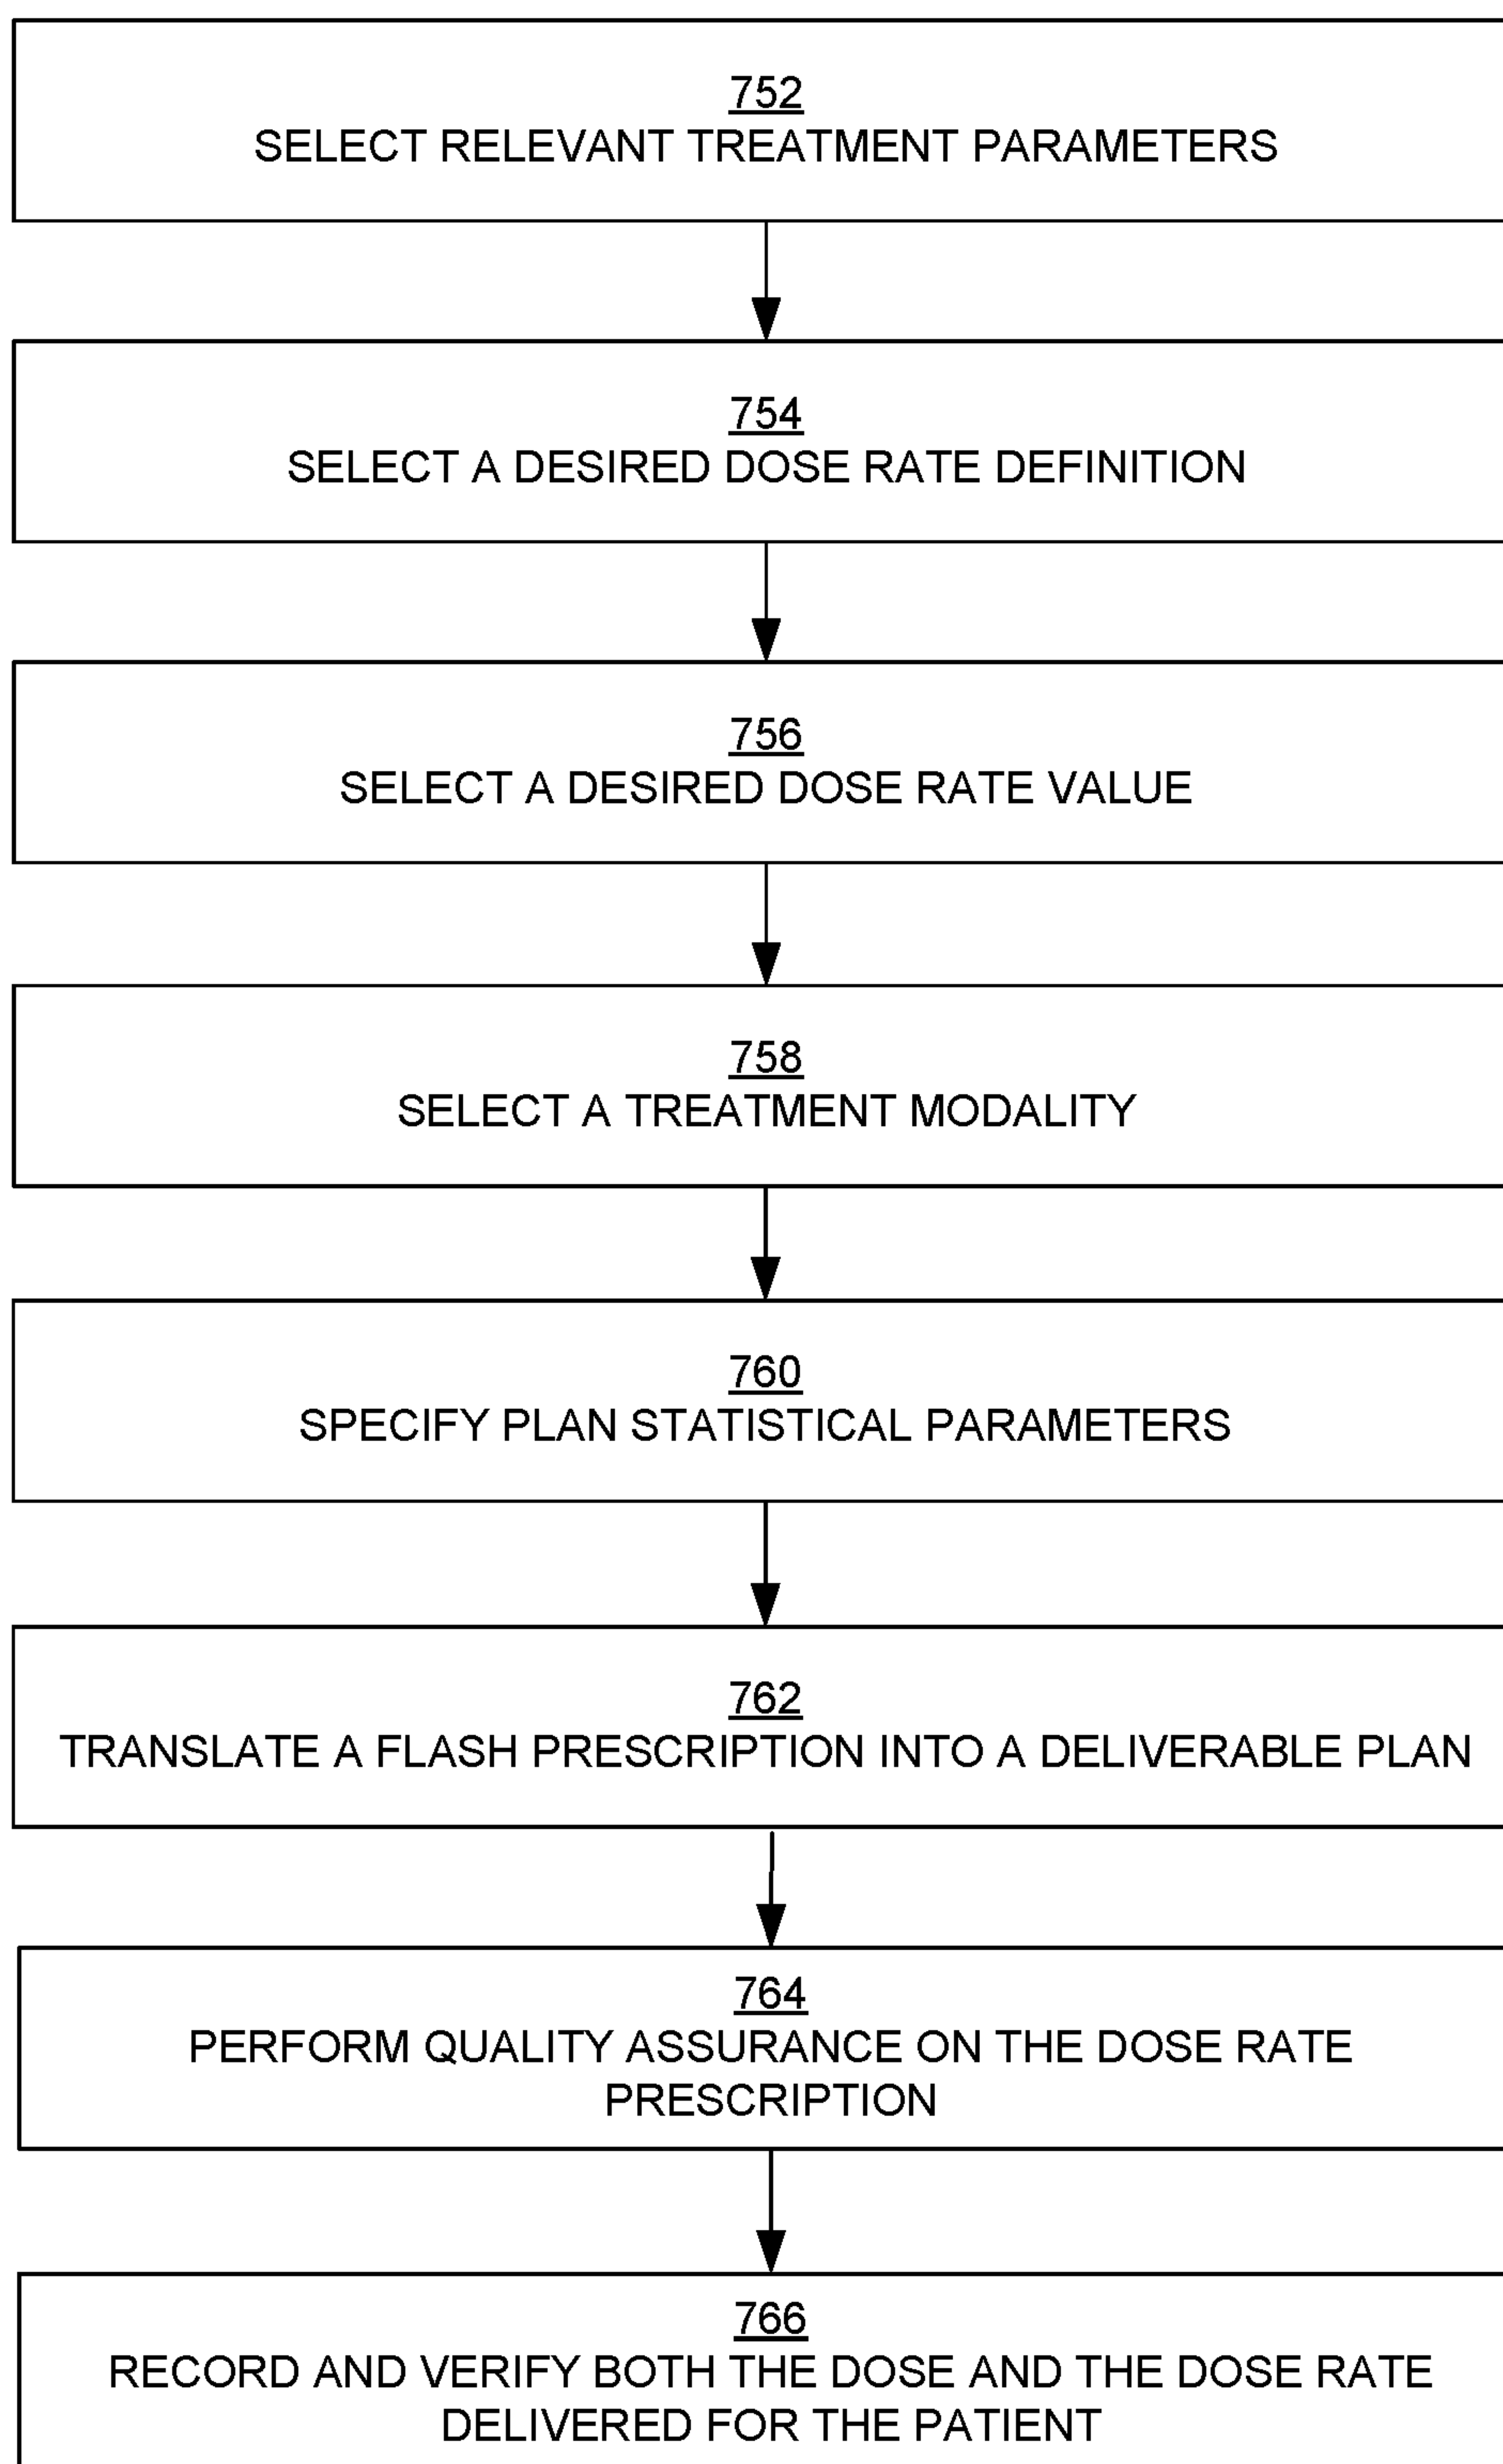 752
SELECT RELEVANT TREATMENT PARAMETERS
754
SELECT A DESIRED DOSE RATE DEFINITION
756
SELECT A DESIRED DOSE RATE VALUE
758
SELECT A TREATMENT MODALITY
760
SPECIFY PLAN STATISTICAL PARAMETERS
762
TRANSLATE A FLASH PRESCRIPTION INTO A DELIVERABLE PLAN
764
PERFORM QUALITY ASSURANCE ON THE DOSE RATE
PRESCRIPTION
766
RECORD AND VERIFY BOTH THE DOSE AND THE DOSE RATE
DELIVERED FOR THE PATIENT